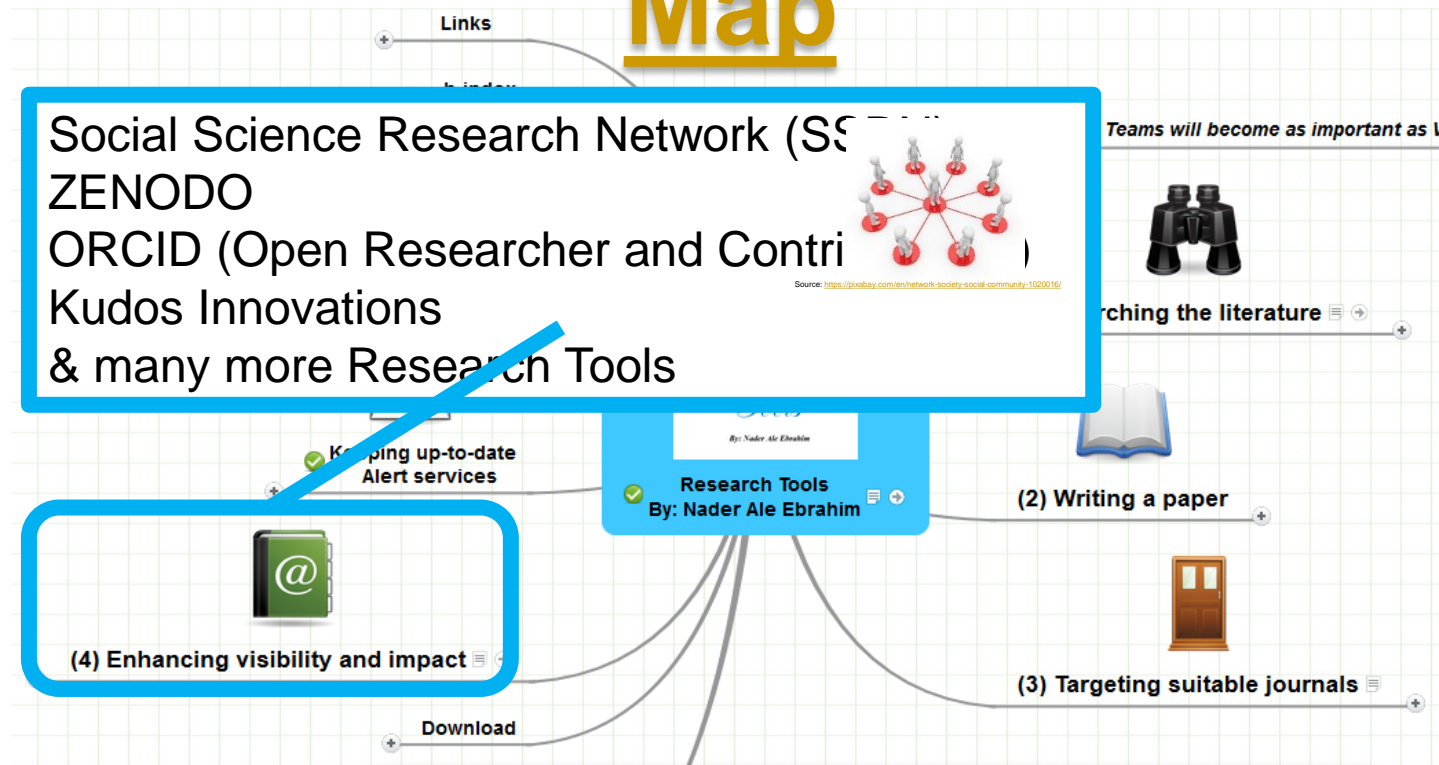 Map
Links
h-index
Teams will become as important as
Social Science Research Network
ZENODO
ORCID (Open Researcher and
Kudos Innovations
& many more Research Tools
Source: https://pixabay.com/en/network-society-social-community-1020016/
the literature
By: Nader Ale Ebrahim
Keeping up-to-date
Alert services
Research Tools
By: Nader Ale Ebrahim
(2) Writing a paper
@
(4) Enhancing visibility and impact
(3) Targeting suitable journals
Download